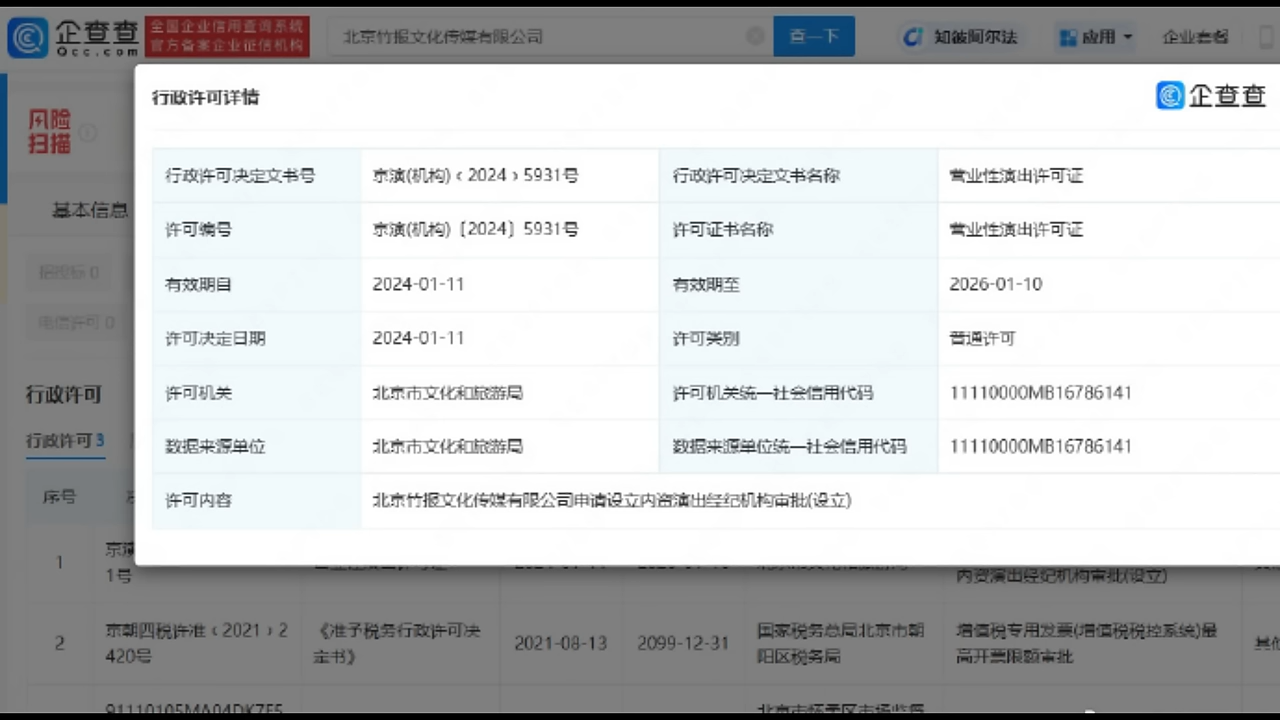 企查查
Qcc.com
全国企业信用查询系统
官方备案企业征信机构
北京竹报文化传媒有限公司
查一下
知彼阿尔法
应用
企业套餐
行政许可详情
企查查
风险
扫描
基本信息
招投标 0
电信许可 0
行政许可
行政许可 3
行政许可决定文书号 京演(机构)﹤2024﹥5931号 行政许可决定文书名称 营业性演出许可证
许可编号 京演(机构)〔2024〕5931号 许可证书名称 营业性演出许可证
有效期自 2024-01-11 有效期至 2026-01-10
许可决定日期 2024-01-11 许可类别 普通许可
许可机关 北京市文化和旅游局 许可机关统一社会信用代码 11110000MB16786141
数据来源单位 北京市文化和旅游局 数据来源单位统一社会信用代码 11110000MB16786141
许可内容 北京竹报文化传媒有限公司申请设立内资演出经纪机构审批(设立)
序号
1
京演
1号
内资演出经纪机构审批(设立)
2
京朝四税许准﹤2021﹥2
420号
《准予税务行政许可决
定书》
2021-08-13
2099-12-31
国家税务总局北京市朝
阳区税务局
增值税专用发票(增值税税控系统)最
高开票限额审批
其他